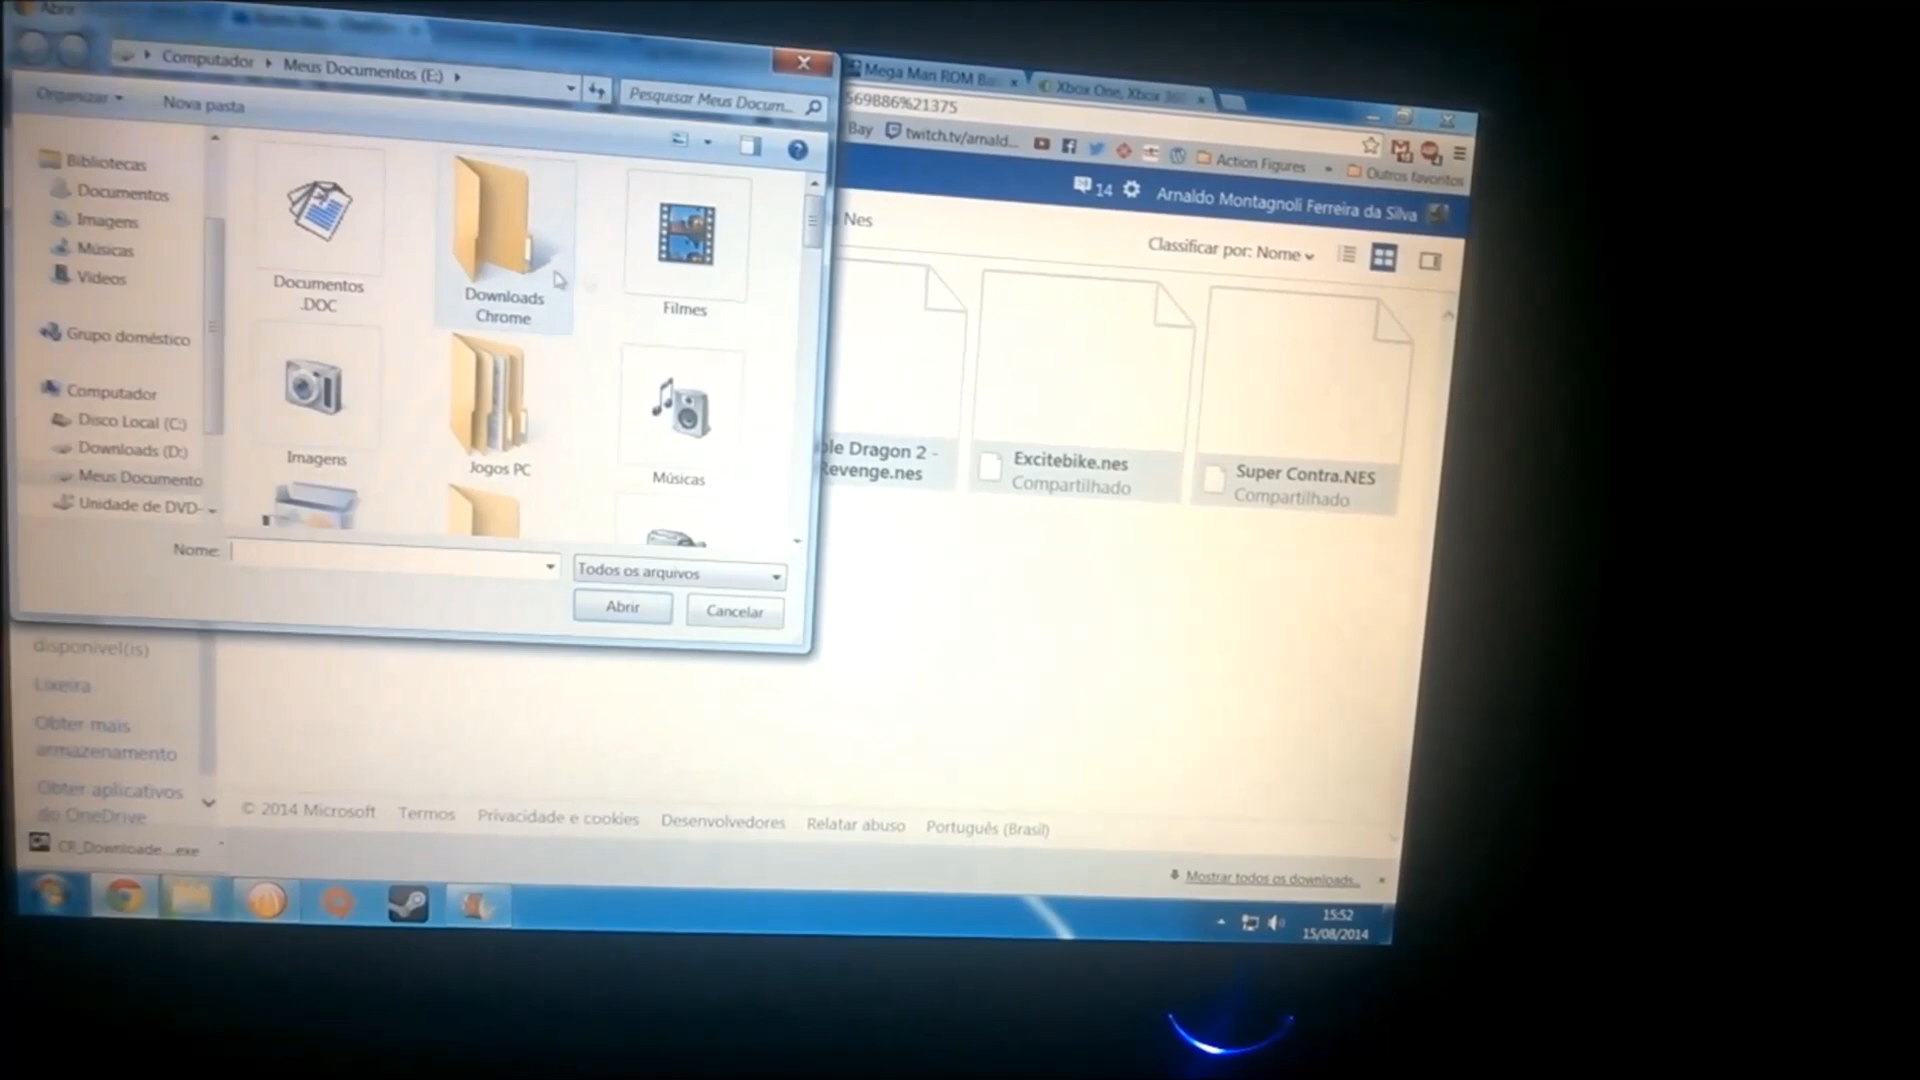 Abrir
Computador
Meus Documentos (E:)
Pesquisar Meus Docum...
Organizar
Nova pasta
Bibliotecas
Documentos
Imagens
Músicas
Vídeos
Grupo doméstico
Computador
Disco Local (C:)
Downloads (D:)
Meus Documento
Unidade de DVD-
Documentos
.DOC
Downloads
Chrome
Filmes
Imagens
Jogos PC
Músicas
Nome:
Todos os arquivos
Abrir
Cancelar
Mega Man ROM Ba
Xbox One, Xbox 360
569886%21375
Bay
twitch.tv/arnald...
Action Figures
»
Outros favoritos
14
Arnaldo Montagnoli Ferreira da Silva
Nes
Classificar por: Nome
ble Dragon 2 -
Revenge.nes
Excitebike.nes
Compartilhado
Super Contra.NES
Compartilhado
disponível(is)
Lixeira
Obter mais
armazenamento
Obter aplicativos
do OneDrive
© 2014 Microsoft
Termos
Privacidade e cookies
Desenvolvedores
Relatar abuso
Português (Brasil)
CR_Downloade....exe
Mostrar todos os downloads...
15:52
15/08/2014